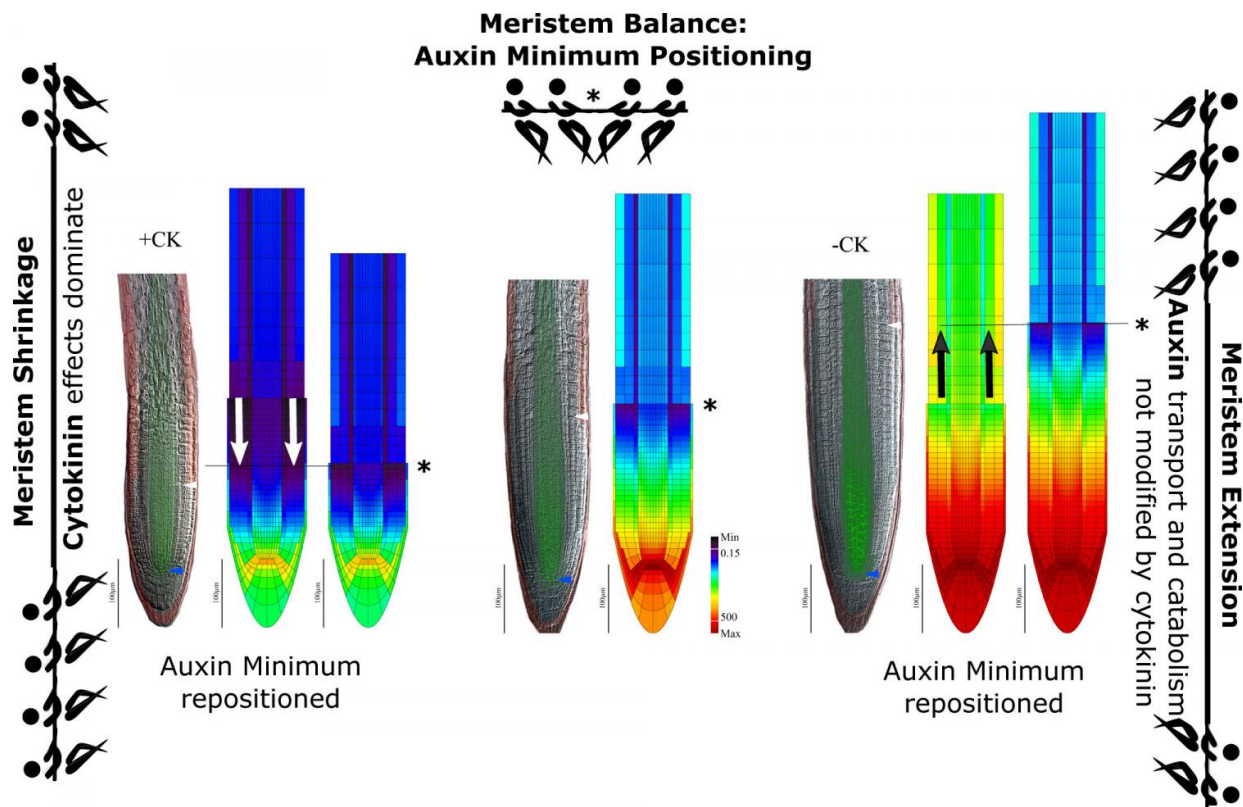 Meristem Balance:
Auxin Minimum Positioning
*
Meristem Shrinkage
Cytokinin effects dominate
+CK
*
100µm
100µm
100µm
Auxin Minimum
repositioned
*
100µm
100µm
Min
0.15
500
Max
-CK
*
100µm
100µm
100µm
Auxin Minimum
repositioned
Auxin transport and catabolism
not modified by cytokinin
Meristem Extension